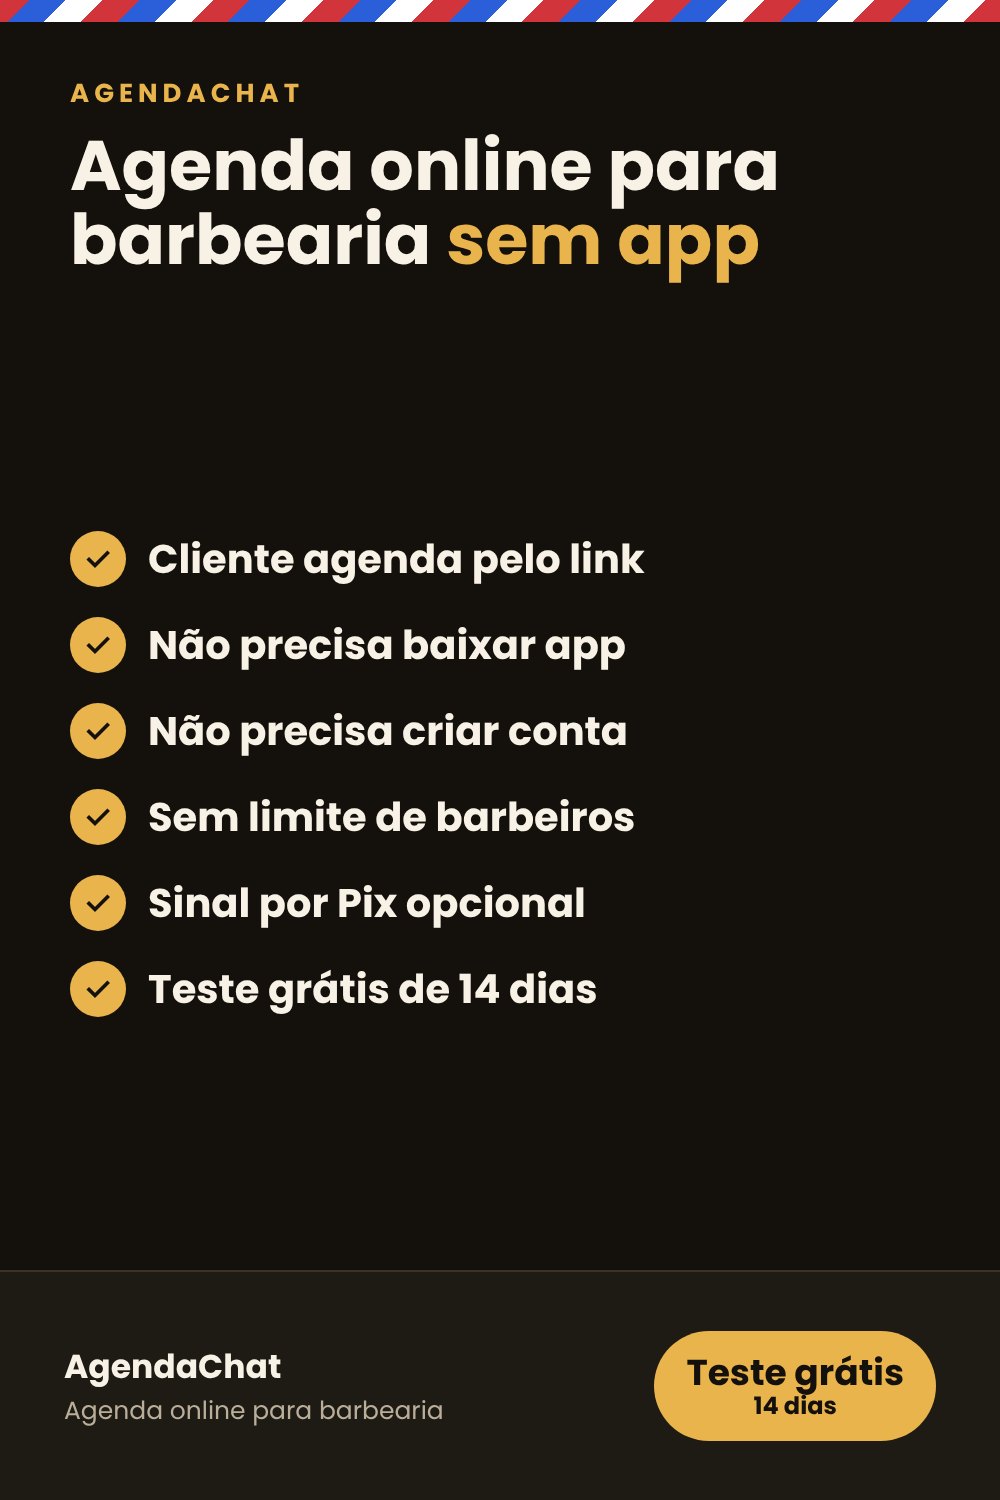 AGENDACHAT
Agenda online para
barbearia sem app
Cliente agenda pelo link
Não precisa baixar app
Não precisa criar conta
Sem limite de barbeiros
Sinal por Pix opcional
Teste grátis de 14 dias
AgendaChat
Agenda online para barbearia
Teste grátis
14 dias